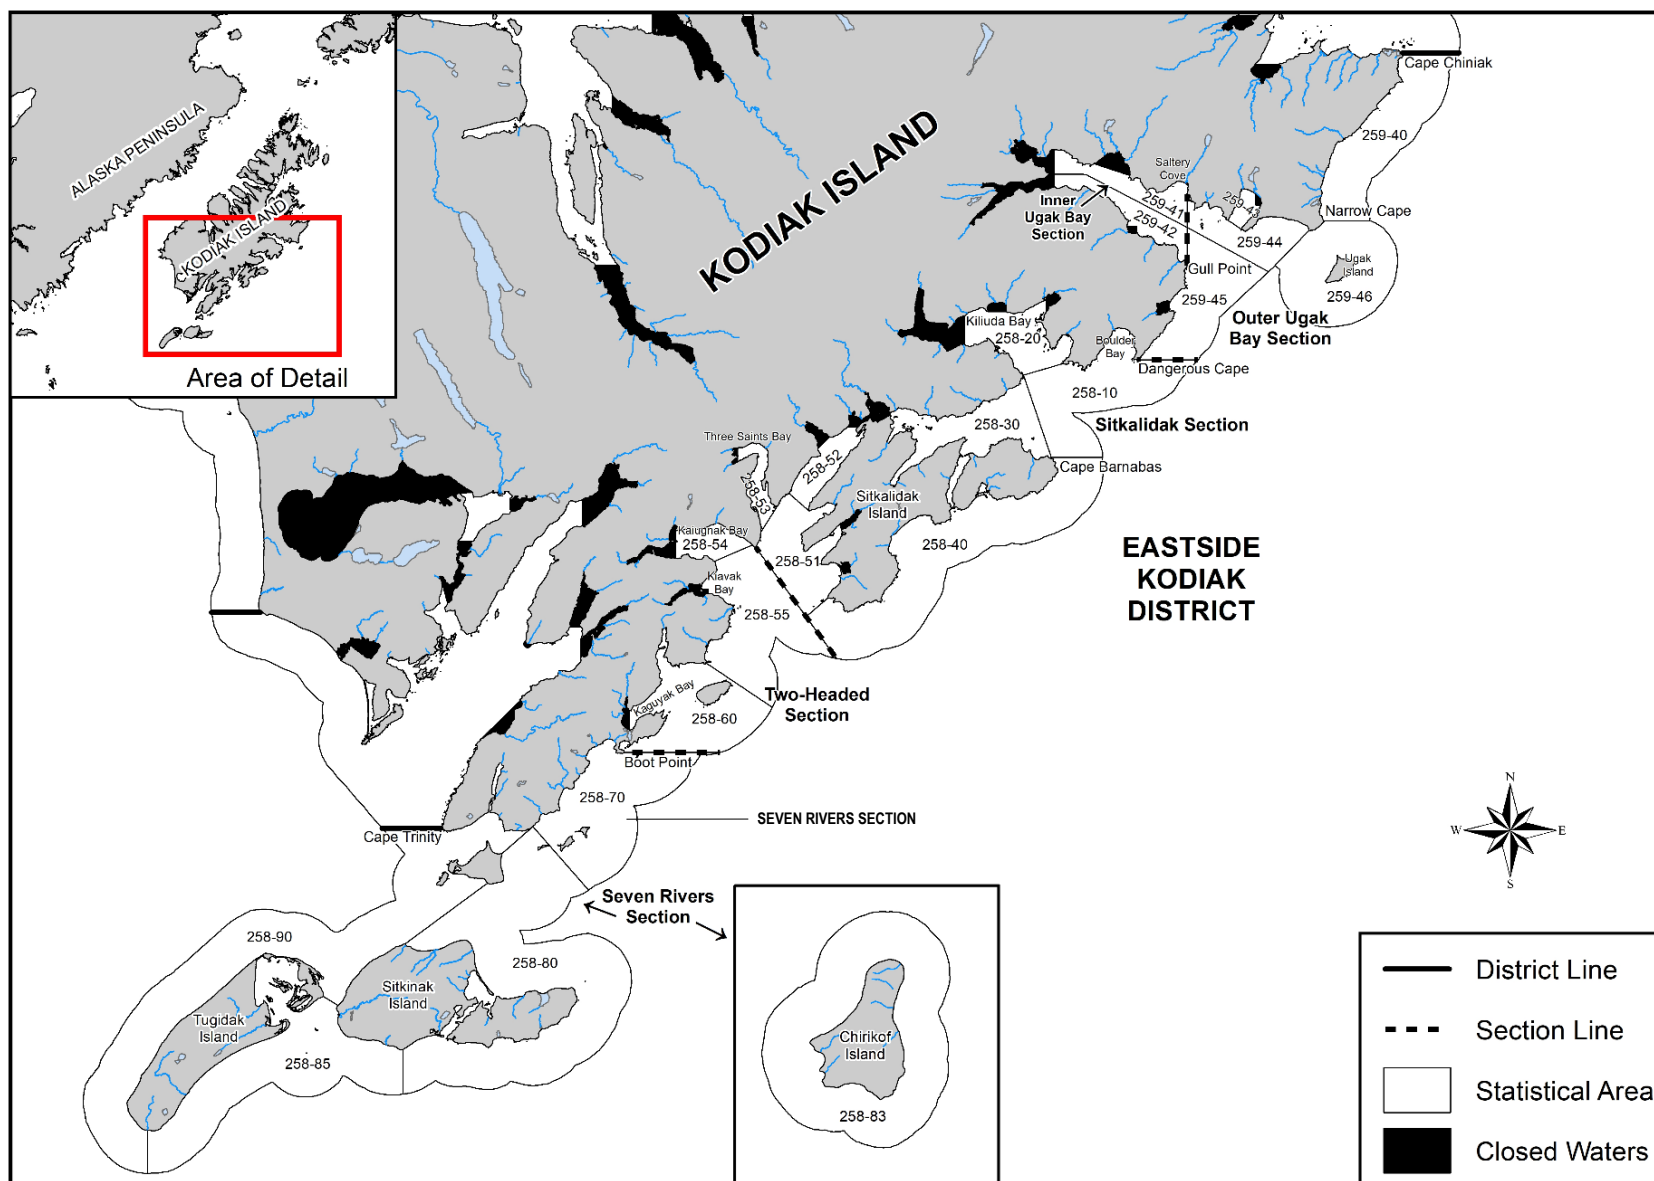 ALASKA PENINSULA
KODIAK ISLAND
Area of Detail
KODIAK ISLAND
Cape Chiniak
259-40
Saltery
Cove
Inner
Ugak Bay
Section
259-41
259-42
259-43
259-44
Narrow Cape
Gull Point
Ugak
Island
259-46
259-45
Outer Ugak
Bay Section
Kiliuda Bay
258-20
Boulder
Bay
Dangerous Cape
258-10
Sitkalidak Section
258-30
Three Saints Bay
258-52
258-53
Cape Barnabas
Sitkalidak
Island
258-40
Kaiugnak Bay
258-54
258-51
Kiavak
Bay
258-55
EASTSIDE
KODIAK
DISTRICT
Two-Headed
Section
Kaguyak Bay
258-60
Boot Point
258-70
SEVEN RIVERS SECTION
Cape Trinity
Seven Rivers
Section
258-90
258-80
Sitkinak
Island
Tugidak
Island
258-85
Chirikof
Island
258-83
N
W
E
S
District Line
Section Line
Statistical Area
Closed Waters